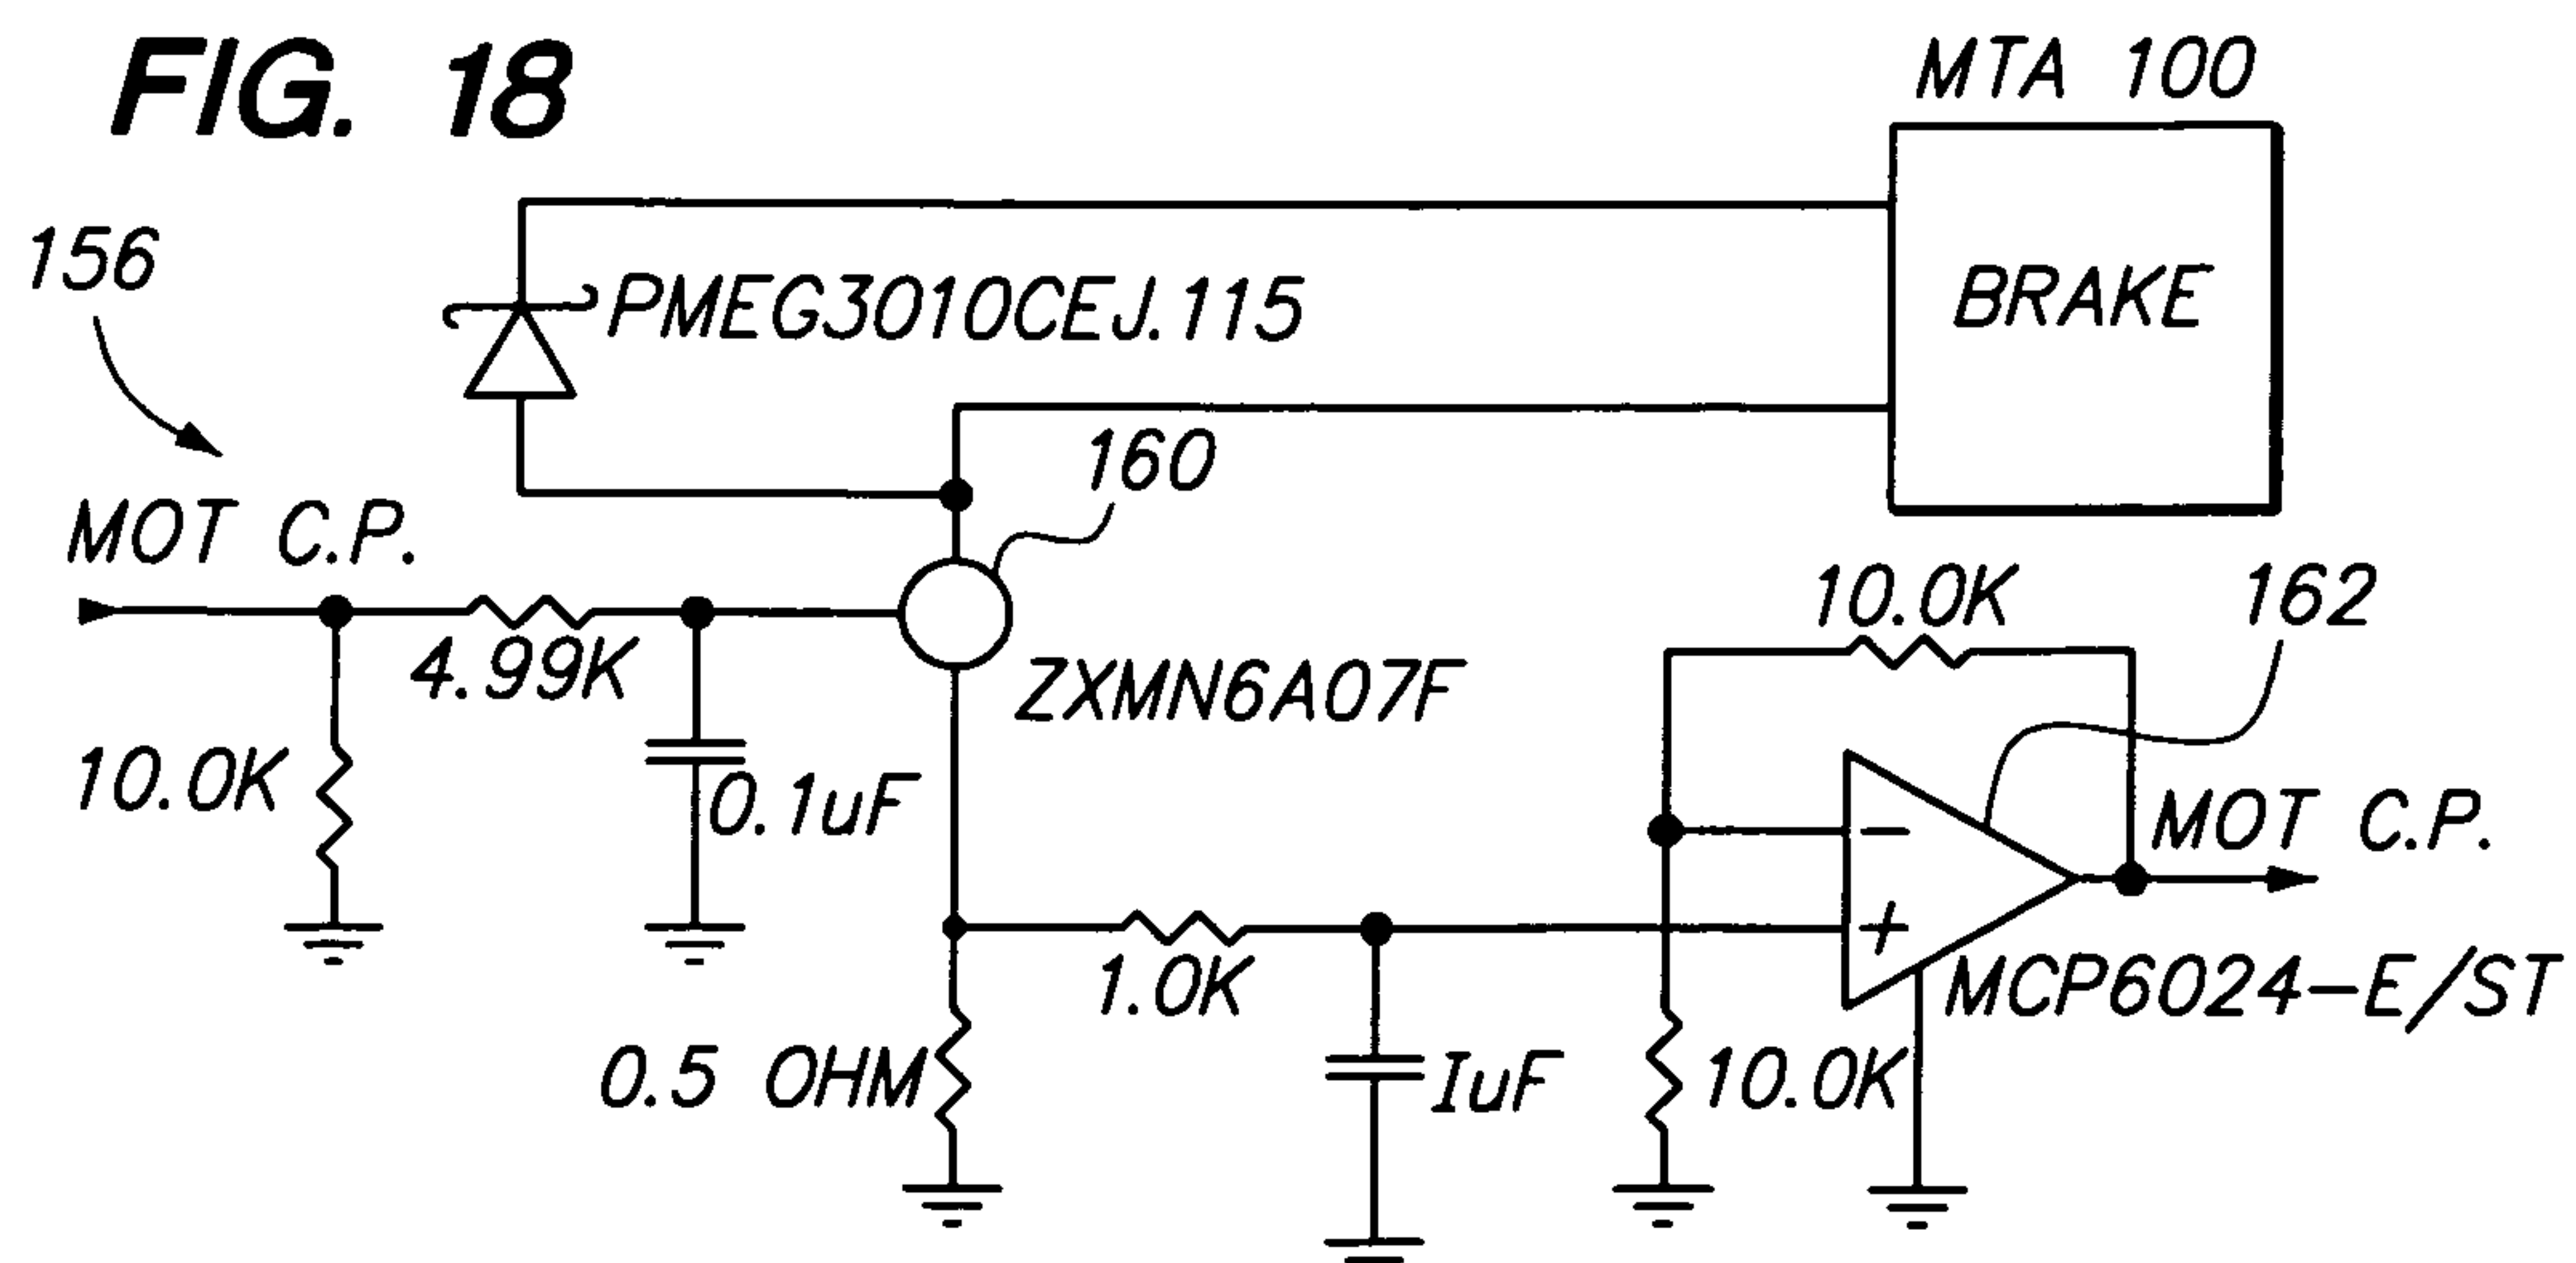 FIG. 18
MTA 100
156
PMEG3010CEJ.115
BRAKE
160
MOT C.P.
10.0K
162
4.99K
ZXMN6A07F
10.0K
0.1uF
MOT C.P.
−
+
1.0K
MCP6024-E/ST
0.5 OHM
IuF
10.0K